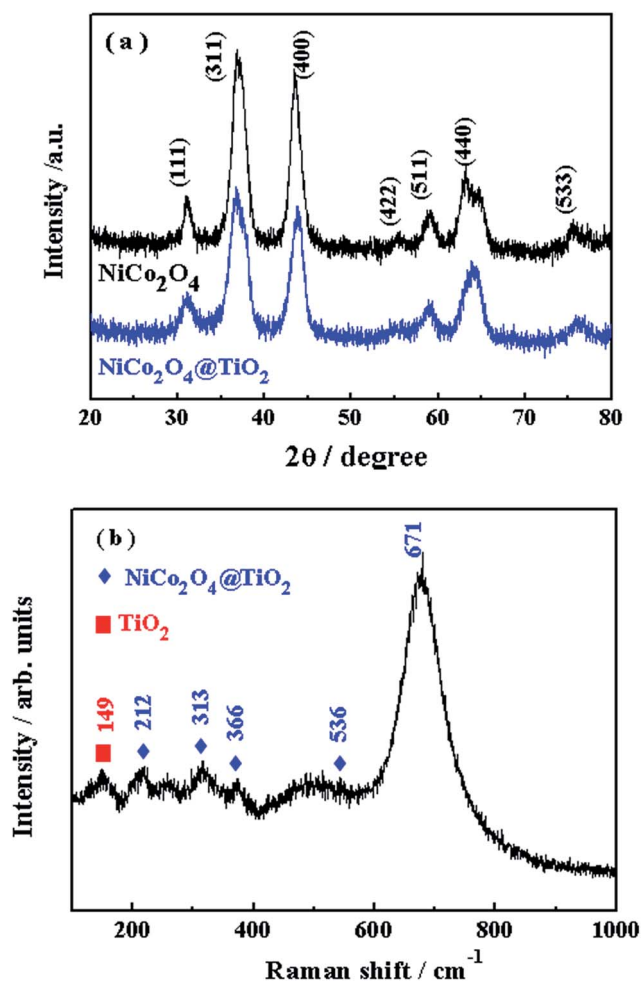 (a)
(111)
(311)
(400)
(422)
(511)
(440)
(533)
Intensity /a.u.
NiCo₂O₄
NiCo₂O₄@TiO₂
20 30 40 50 60 70 80
2θ / degree
(b)
NiCo₂O₄@TiO₂
TiO₂
149
212
313
366
536
671
Intensity / arb. units
200 400 600 800 1000
Raman shift / cm⁻¹